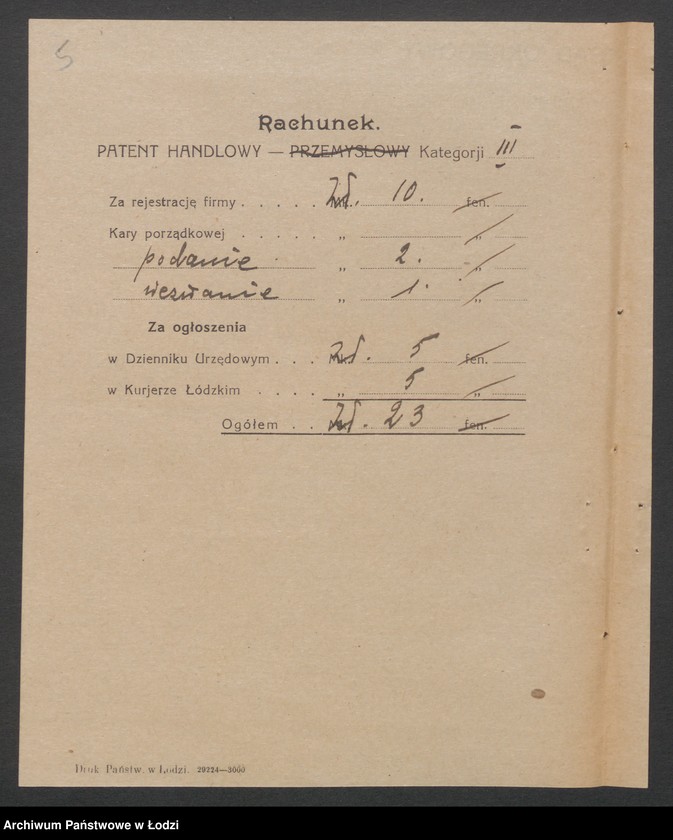 5
Rachunek.
PATENT HANDLOWY — PRZEMYSŁOWY Kategorji III
Za rejestrację firmy . . . . . Zł. 10. fen.
Kary porządkowej . . . . . „ „
podanie „ 2. - „
wezwanie „ 1. „
Za ogłoszenia
w Dzienniku Urzędowym . . . Zł. 5 fen.
w Kurjerze Łódzkim . . . . „ 5 „
Ogółem . . Zł. 23 fen.
Druk. Państw. w Łodzi. 29224—3000
Archiwum Państwowe w Łodzi